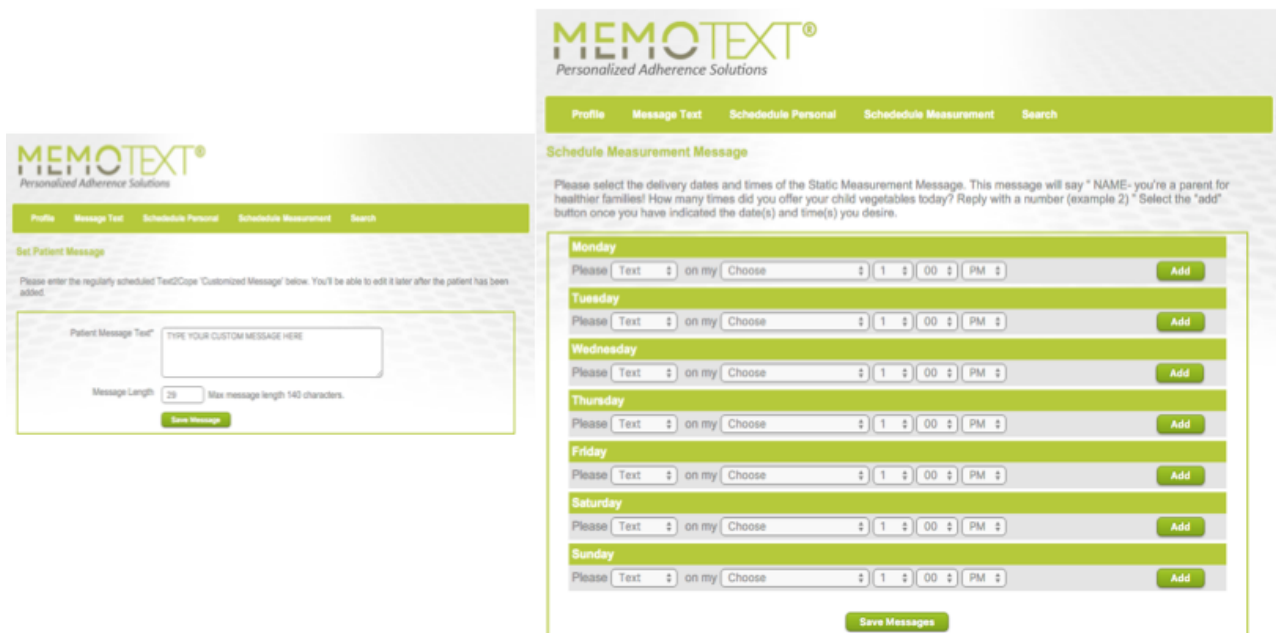 MEMOTEXT®
Personalized Adherence Solutions
Profile Message Text Schededule Personal Schededule Measurement Search
Set Patient Message
Please enter the regularly scheduled Text2Cope 'Customized Message' below. You'll be able to edit it later after the patient has been
added.
Patient Message Text*
TYPE YOUR CUSTOM MESSAGE HERE
Message Length 29 Max message length 140 characters.
Save Message
MEMOTEXT®
Personalized Adherence Solutions
Profile Message Text Schededule Personal Schededule Measurement Search
Schedule Measurement Message
Please select the delivery dates and times of the Static Measurement Message. This message will say " NAME- you're a parent for
healthier families! How many times did you offer your child vegetables today? Reply with a number (example 2) " Select the "add"
button once you have indicated the date(s) and time(s) you desire.
Monday
Please Text on my Choose 1 00 PM Add
Tuesday
Please Text on my Choose 1 00 PM Add
Wednesday
Please Text on my Choose 1 00 PM Add
Thursday
Please Text on my Choose 1 00 PM Add
Friday
Please Text on my Choose 1 00 PM Add
Saturday
Please Text on my Choose 1 00 PM Add
Sunday
Please Text on my Choose 1 00 PM Add
Save Messages